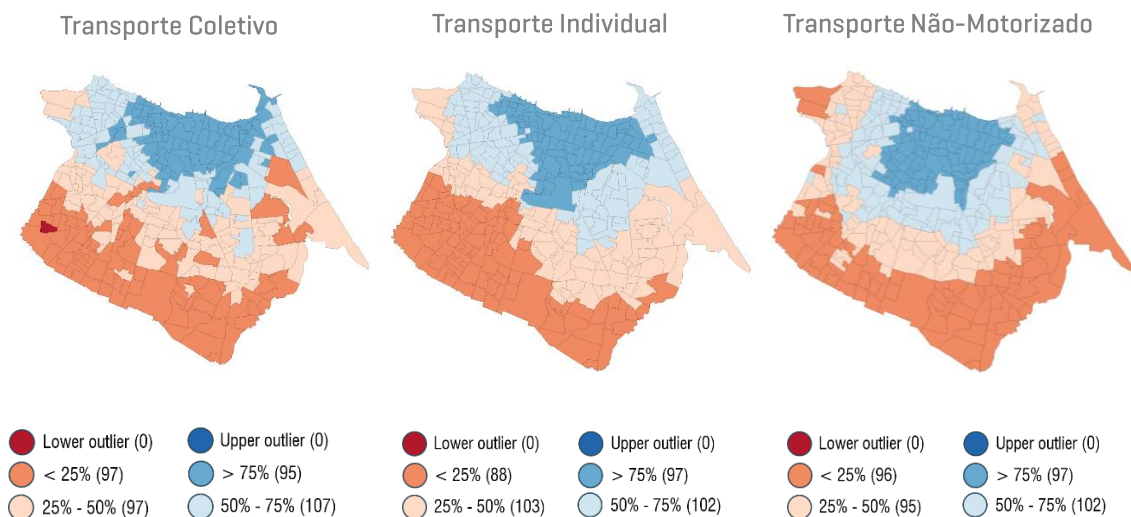 Transporte Coletivo
Transporte Individual
Transporte Não-Motorizado
Lower outlier (0)
Upper outlier (0)
< 25% (97)
> 75% (95)
25% - 50% (97)
50% - 75% (107)
Lower outlier (0)
Upper outlier (0)
< 25% (88)
> 75% (97)
25% - 50% (103)
50% - 75% (102)
Lower outlier (0)
Upper outlier (0)
< 25% (96)
> 75% (97)
25% - 50% (95)
50% - 75% (102)